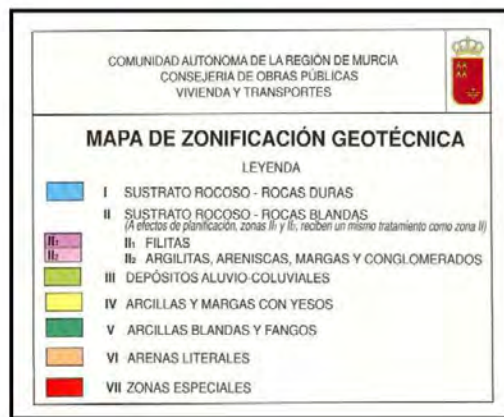 COMUNIDAD AUTÓNOMA DE LA REGIÓN DE MURCIA
CONSEJERIA DE OBRAS PÚBLICAS
VIVIENDA Y TRANSPORTES
MAPA DE ZONIFICACIÓN GEOTÉCNICA
LEYENDA
I SUSTRATO ROCOSO - ROCAS DURAS
II SUSTRATO ROCOSO - ROCAS BLANDAS
(A efectos de planificación, zonas II₁ y II₂, reciben un mismo tratamiento como zona II)
II₁ II₁ FILITAS
II₂ II₂ ARGILITAS, ARENISCAS, MARGAS Y CONGLOMERADOS
III DEPÓSITOS ALUVIO-COLUVIALES
IV ARCILLAS Y MARGAS CON YESOS
V ARCILLAS BLANDAS Y FANGOS
VI ARENAS LITERALES
VII ZONAS ESPECIALES